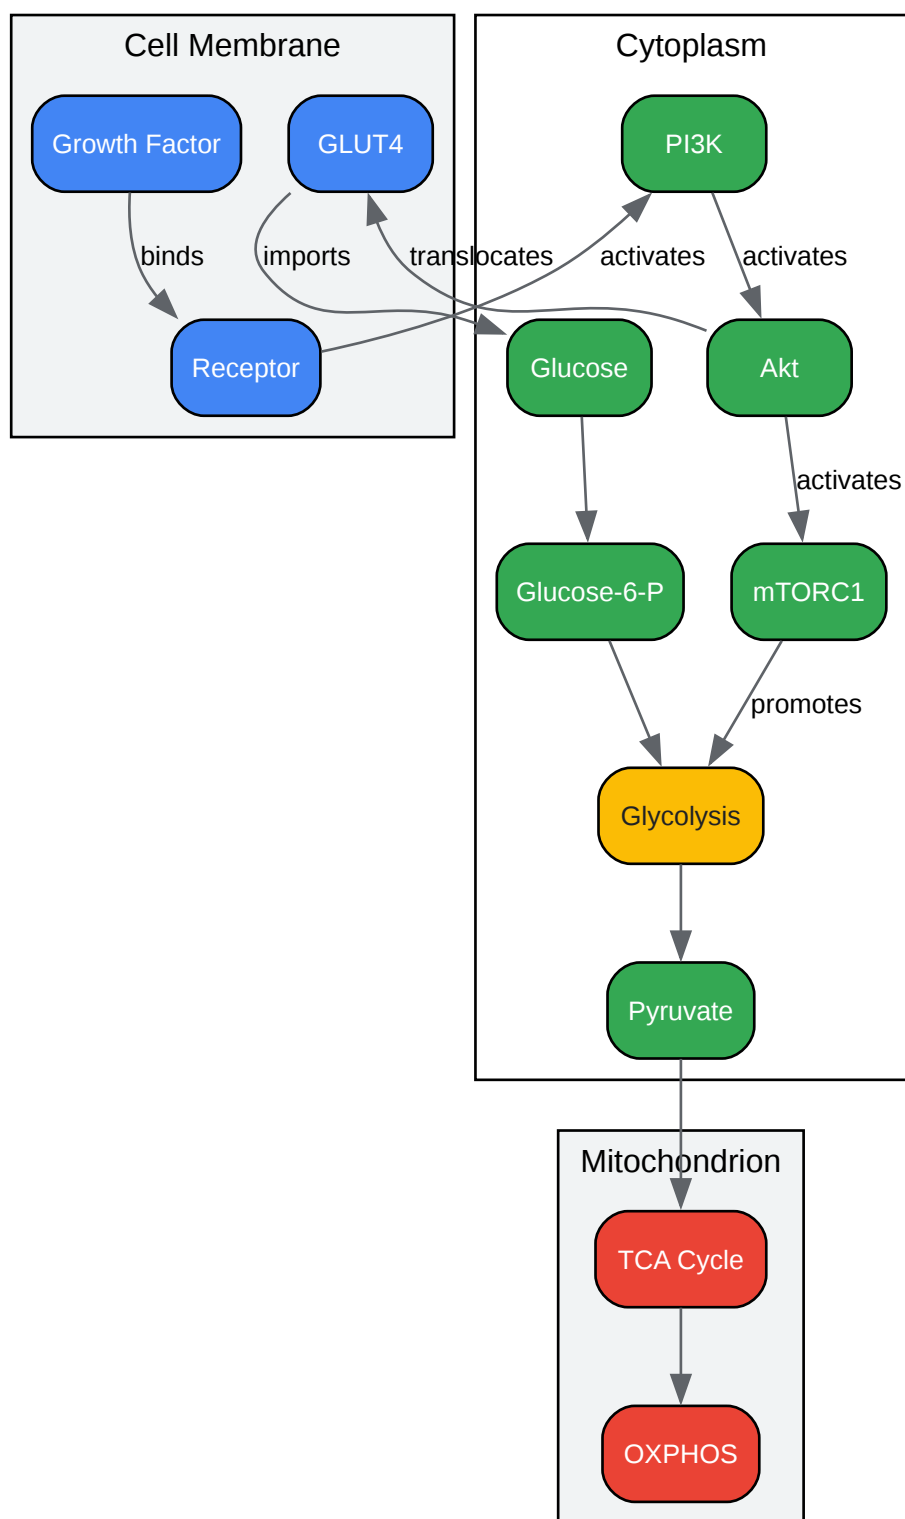 Cell Membrane
Cytoplasm
Growth Factor
GLUT4
PI3K
binds
imports
translocates
activates
activates
Receptor
Glucose
Akt
activates
Glucose-6-P
mTORC1
promotes
Glycolysis
Pyruvate
Mitochondrion
TCA Cycle
OXPHOS